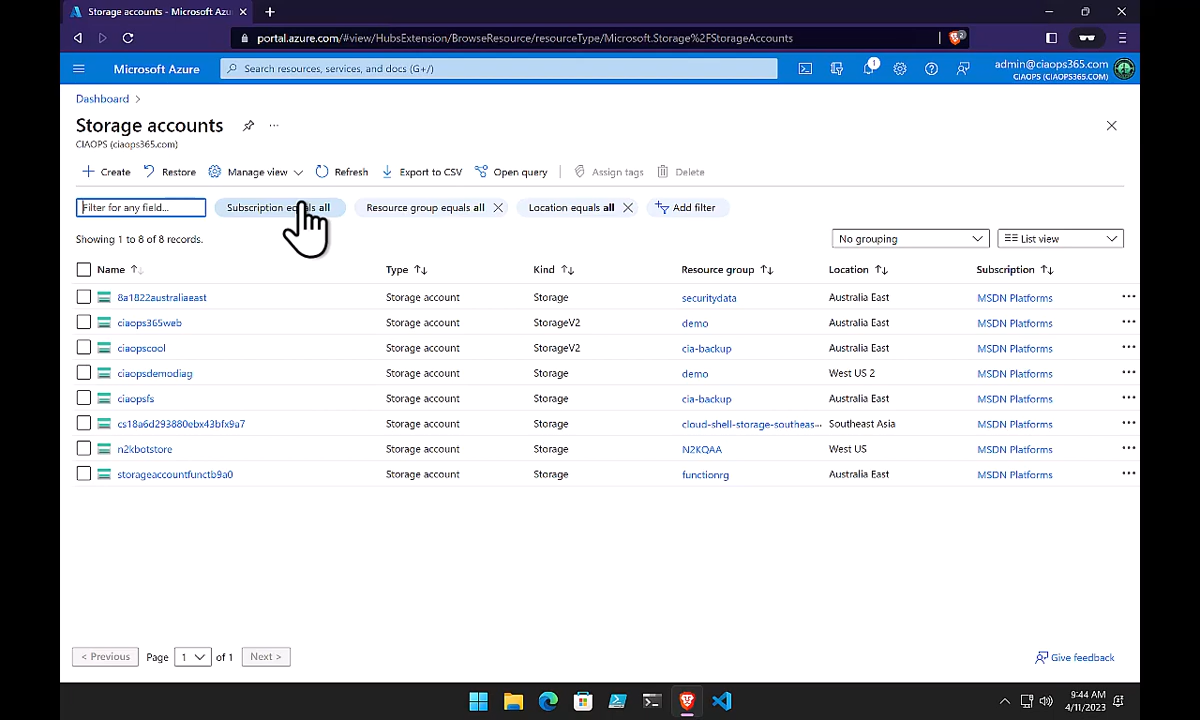 Storage accounts - Microsoft Azu
portal.azure.com/#view/HubsExtension/BrowseResource/resourceType/Microsoft.Storage%2FStorageAccounts
2
Microsoft Azure
Search resources, services, and docs (G+/)
1
admin@ciaops365.com
CIAOPS (CIAOPS365.COM)
Dashboard >
Storage accounts
CIAOPS (ciaops365.com)
Create Restore Manage view Refresh Export to CSV Open query Assign tags Delete
Filter for any field... Subscription equals all Resource group equals all Location equals all Add filter
Showing 1 to 8 of 8 records. No grouping List view
Name Type Kind Resource group Location Subscription
8a1822australiaeast Storage account Storage securitydata Australia East MSDN Platforms
ciaops365web Storage account StorageV2 demo Australia East MSDN Platforms
ciaopscool Storage account StorageV2 cia-backup Australia East MSDN Platforms
ciaopsdemodiag Storage account Storage demo West US 2 MSDN Platforms
ciaopsfs Storage account Storage cia-backup Australia East MSDN Platforms
cs18a6d293880ebx43bfx9a7 Storage account Storage cloud-shell-storage-southeas... Southeast Asia MSDN Platforms
n2kbotstore Storage account Storage N2KQAA West US MSDN Platforms
storageaccountfunctb9a0 Storage account Storage functionrg Australia East MSDN Platforms
< Previous Page 1 of 1 Next > Give feedback
9:44 AM
4/11/2023